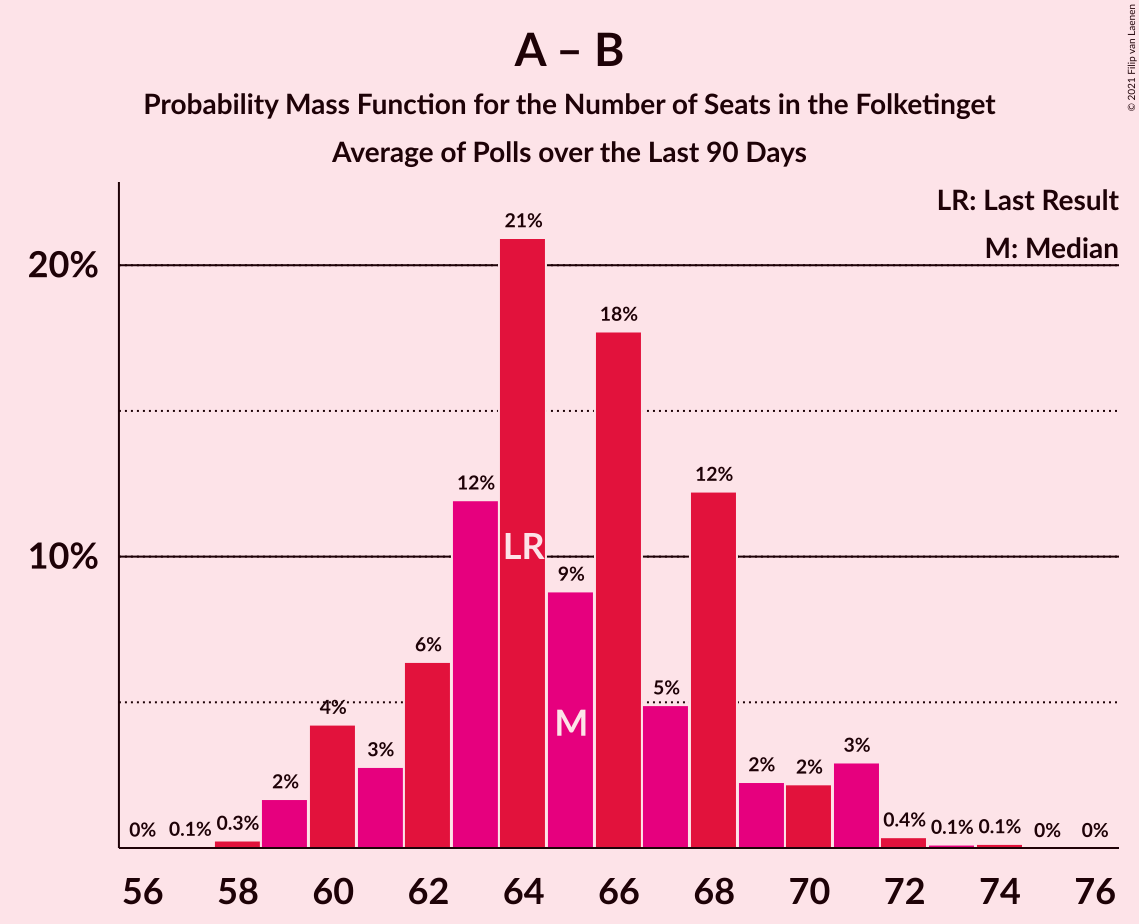 A – B
Probability Mass Function for the Number of Seats in the Folketinget
Average of Polls over the Last 90 Days
© 2021 Filip van Laenen
LR: Last Result
M: Median
20%
10%
0%
0.1%
0.3%
2%
4%
3%
6%
12%
21%
9%
18%
5%
12%
2%
2%
3%
0.4%
0.1%
0.1%
0%
0%
LR
M
56 58 60 62 64 66 68 70 72 74 76